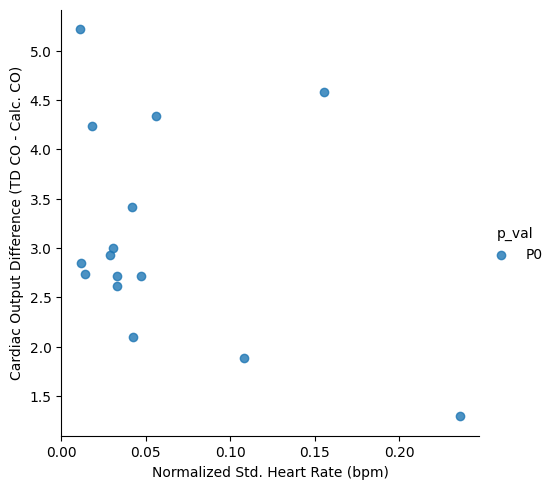 Cardiac Output Difference (TD CO - Calc. CO)
5.0
4.5
4.0
3.5
3.0
2.5
2.0
1.5
0.00 0.05 0.10 0.15 0.20
Normalized Std. Heart Rate (bpm)
p_val
P0